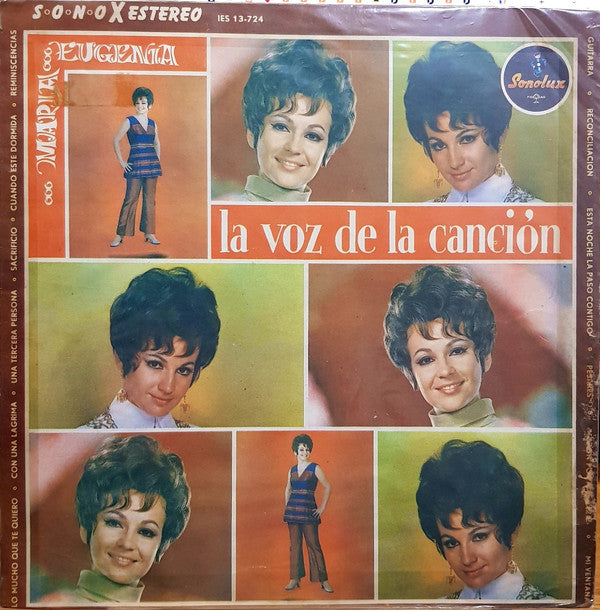 S·O·N·O X ESTEREO
IES 13-724
MARIA
EUGENIA
Sonolux
la voz de la canción
LO MUCHO QUE TE QUIERO ○ CON UNA LAGRIMA ○ UNA TERCERA PERSONA ○ SACRIFICIO ○ CUANDO ESTE DORMIDA ○ REMINISCENCIAS
GUITARRA ○ RECONCILIACION ○ ESTA NOCHE LA PASO CONTIGO ○ ○ MI VENTANA